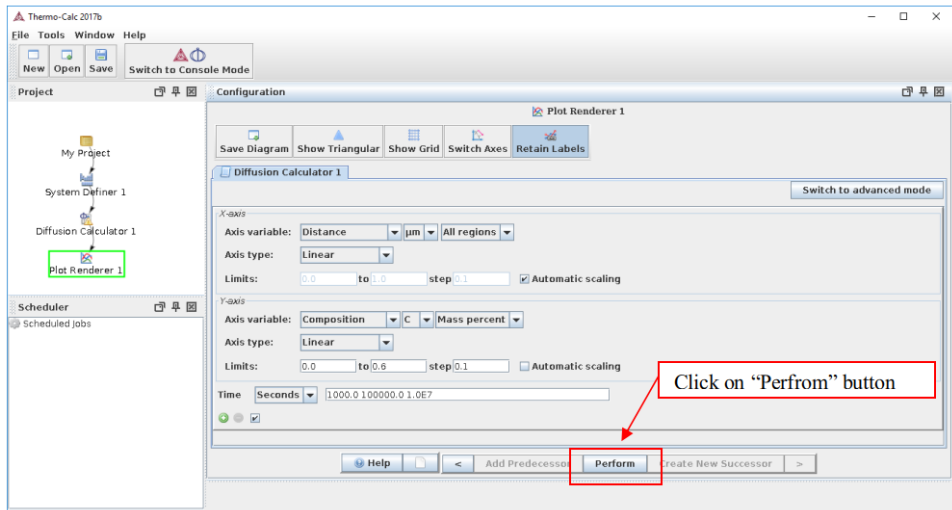 Thermo-Calc 2017b
File Tools Window Help
New Open Save Switch to Console Mode
Project
My Project
System Definer 1
Diffusion Calculator 1
Plot Renderer 1
Scheduler
Scheduled Jobs
Configuration
Plot Renderer 1
Save Diagram Show Triangular Show Grid Switch Axes Retain Labels
Diffusion Calculator 1
Switch to advanced mode
X-axis
Axis variable: Distance µm All regions
Axis type: Linear
Limits: 0.0 to 1.0 step 0.1 Automatic scaling
Y-axis
Axis variable: Composition C Mass percent
Axis type: Linear
Limits: 0.0 to 0.6 step 0.1 Automatic scaling
Time Seconds 1000.0 100000.0 1.0E7
Click on “Perfrom” button
Help < Add Predecessor Perform Create New Successor >